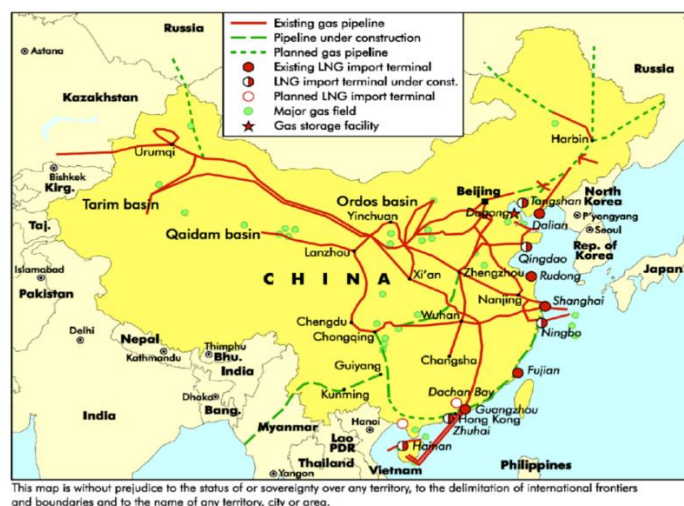 Existing gas pipeline
Pipeline under construction
Planned gas pipeline
Existing LNG import terminal
LNG import terminal under const.
Planned LNG import terminal
Major gas field
Gas storage facility
Russia
Astana
Kazakhstan
Russia
Harbin
Urumqi
Bishkek
Kirg.
Tarim basin
Taj.
Ordos basin
Beijing
Tangshan
North
Korea
Yinchuan
Dagong
Dalian
P'yongyang
Seoul
Qaidam basin
Qingdao
Rep. of
Korea
Lanzhou
Islamabad
CHINA
Xi'an
Zhengzhou
Rudong
Japan
Pakistan
Nanjing
Shanghai
Chengdu
Wuhan
Ningbo
Delhi
Nepal
Thimphu
Chongqing
Kathmandu
Bhu.
Changsha
India
Guiyang
Fujian
Dhaka
Kunming
Dachan Bay
Bang.
Guangzhou
India
Myanmar
Hanoi
Hong Kong
Zhuhai
Lao
PDR
Hainan
Thailand
Vietnam
Philippines
Yangon
This map is without prejudice to the status of or sovereignty over any territory, to the delimitation of international frontiers
and boundaries and to the name of any territory, city or area.